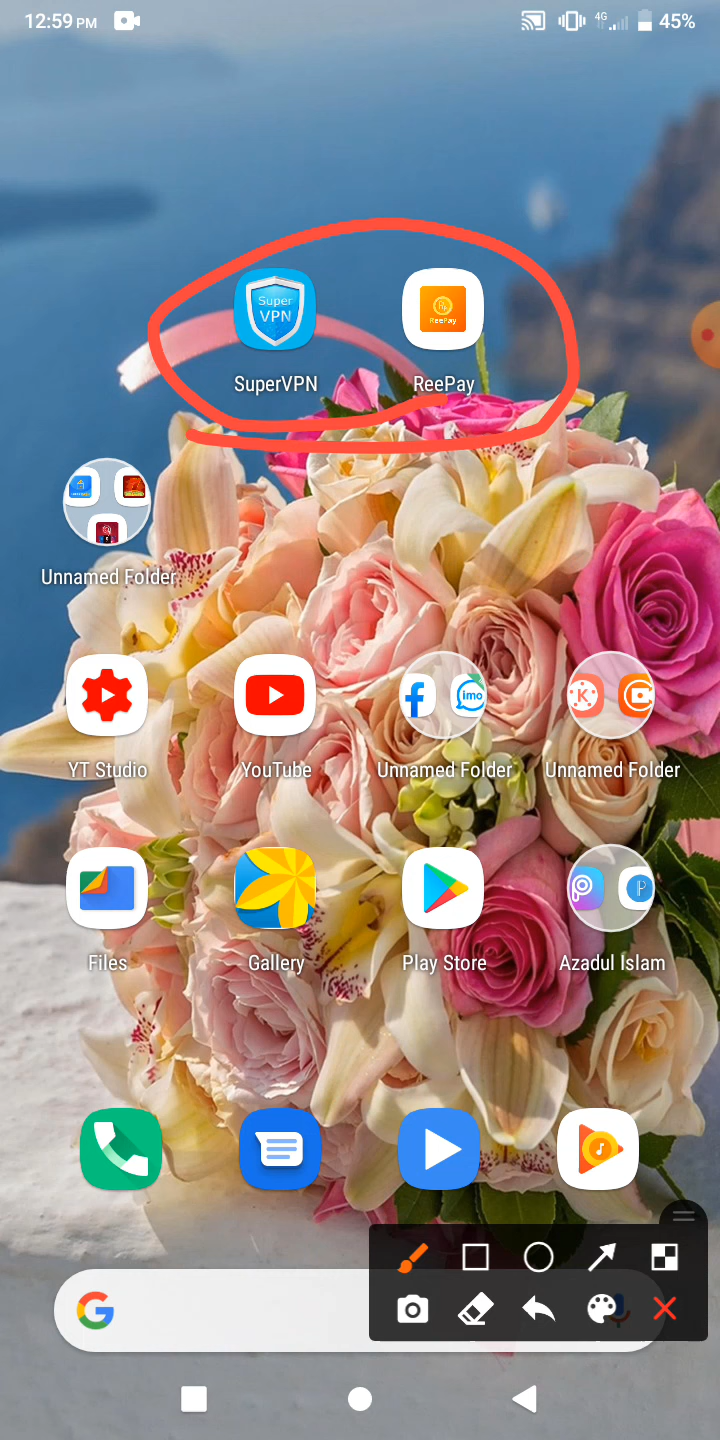 12:59 PM
4G
45%
Super
VPN
ReePay
SuperVPN
ReePay
Unnamed Folder
imo
K
YT Studio
YouTube
Unnamed Folder
Unnamed Folder
Files
Gallery
Play Store
Azadul Islam